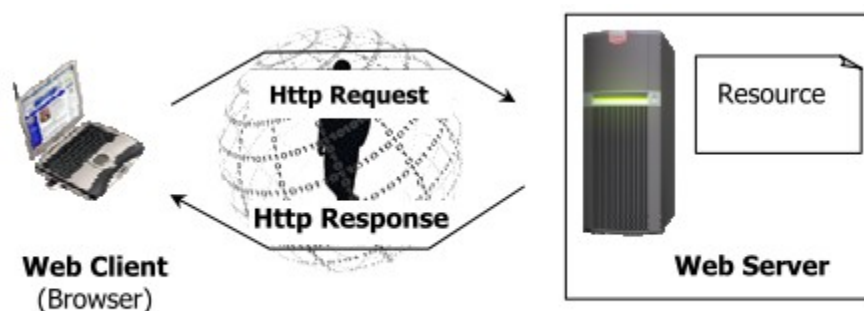 Http Request
Resource
Http Response
Web Client
(Browser)
Web Server